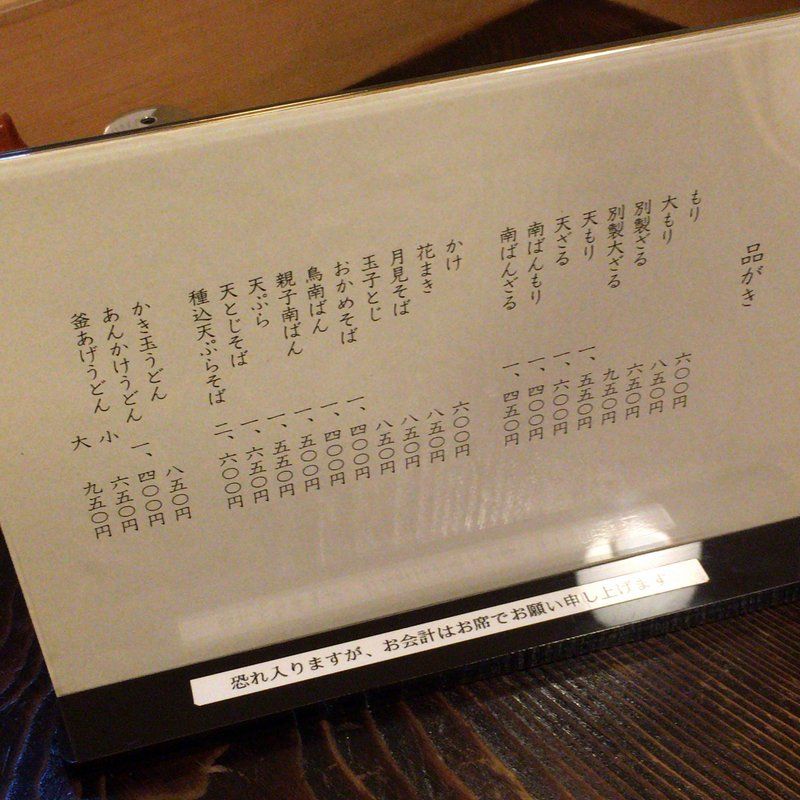 品がき
もり 六〇〇円
大もり 八五〇円
別製ざる 六五〇円
別製大ざる 九五〇円
天もり 一、五五〇円
天ざる 一、六〇〇円
南ばんもり 一、四〇〇円
南ばんざる 一、四五〇円
かけ 六〇〇円
花まき 八五〇円
月見そば 八五〇円
玉子とじ 八五〇円
おかめそば 一、四〇〇円
鳥南ばん 一、四〇〇円
親子南ばん 一、五〇〇円
天ぷら 一、五五〇円
天とじそば 一、六五〇円
種込天ぷらそば 二、六〇〇円
かき玉うどん 八五〇円
あんかけうどん 一、四〇〇円
釜あげうどん 小 六五〇円
大 九五〇円
恐れ入りますが、お会計はお席でお願い申し上げます